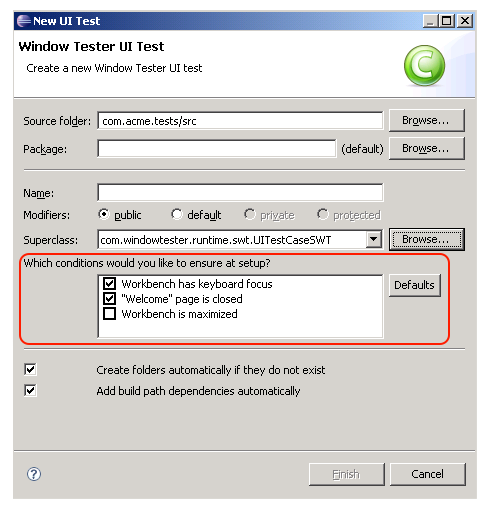 New UI Test
Window Tester UI Test
Create a new Window Tester UI test
C
Source folder: com.acme.tests/src Browse...
Package: (default) Browse...
Name:
Modifiers: public default private protected
Superclass: com.windowtester.runtime.swt.UITestCaseSWT Browse...
Which conditions would you like to ensure at setup?
Workbench has keyboard focus Defaults
"Welcome" page is closed
Workbench is maximized
Create folders automatically if they do not exist
Add build path dependencies automatically
? Finish Cancel